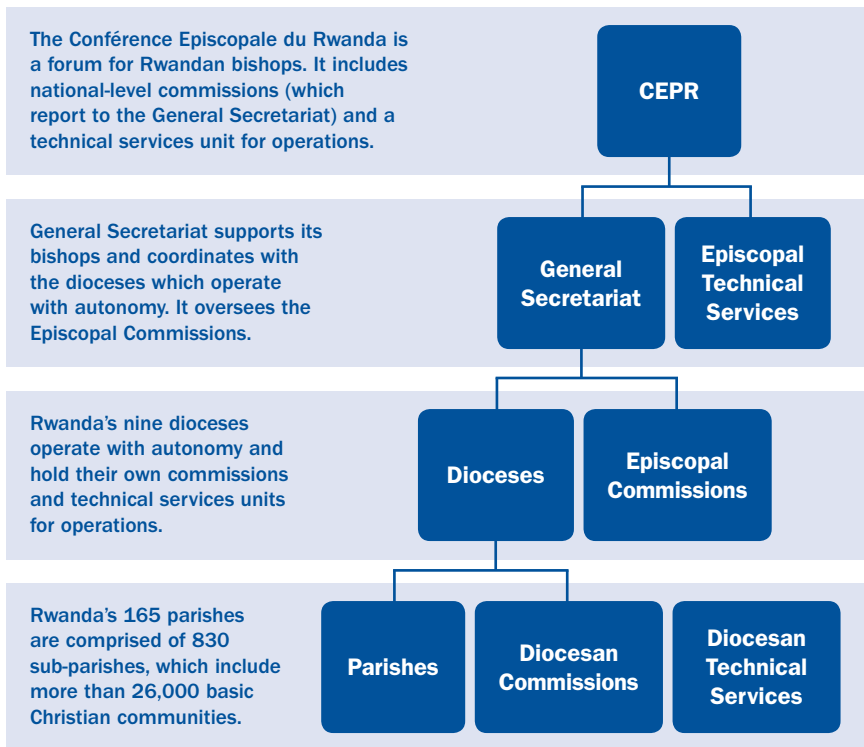 The Conférence Episcopale du Rwanda is
a forum for Rwandan bishops. It includes
national-level commissions (which
report to the General Secretariat) and a
technical services unit for operations.
CEPR
General Secretariat supports its
bishops and coordinates with
the dioceses which operate
with autonomy. It oversees the
Episcopal Commissions.
General
Secretariat
Episcopal
Technical
Services
Rwanda's nine dioceses
operate with autonomy and
hold their own commissions
and technical services units
for operations.
Dioceses
Episcopal
Commissions
Rwanda's 165 parishes
are comprised of 830
sub-parishes, which include
more than 26,000 basic
Christian communities.
Parishes
Diocesan
Commissions
Diocesan
Technical
Services